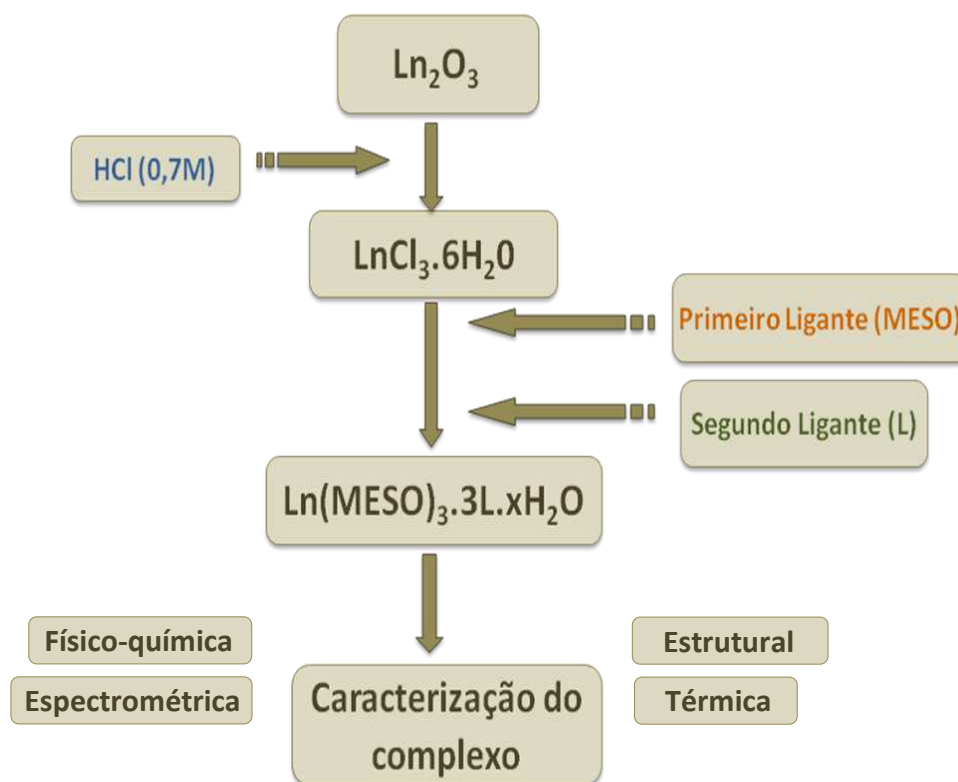 Ln₂O₃
HCl (0,7M)
LnCl₃.6H₂0
Primeiro Ligante (MESO)
Segundo Ligante (L)
Ln(MESO)₃.3L.xH₂O
Físico-química
Estrutural
Espectrométrica
Térmica
Caracterização do
complexo